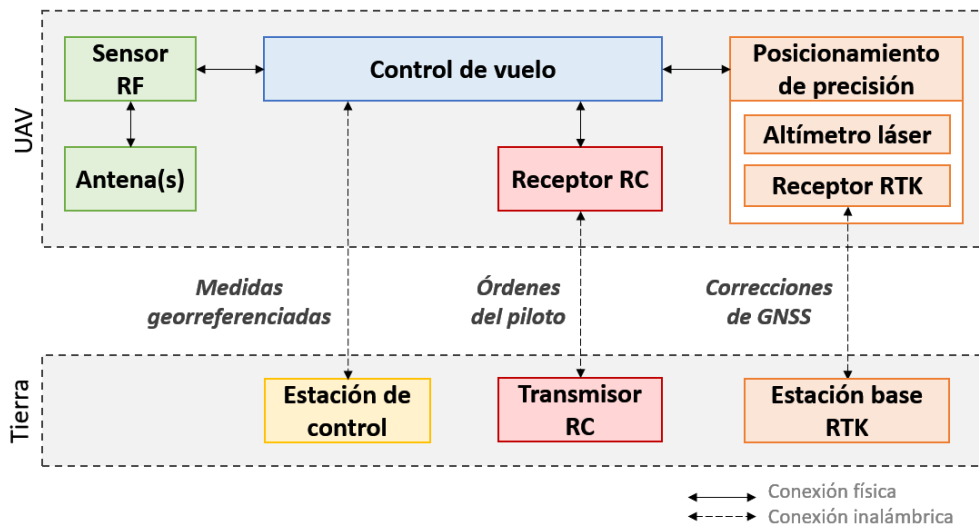 UAV
Sensor
RF
Control de vuelo
Posicionamiento
de precisión
Altímetro láser
Antena(s)
Receptor RC
Receptor RTK
Medidas
georreferenciadas
Órdenes
del piloto
Correcciones
de GNSS
Tierra
Estación de
control
Transmisor
RC
Estación base
RTK
Conexión física
Conexión inalámbrica